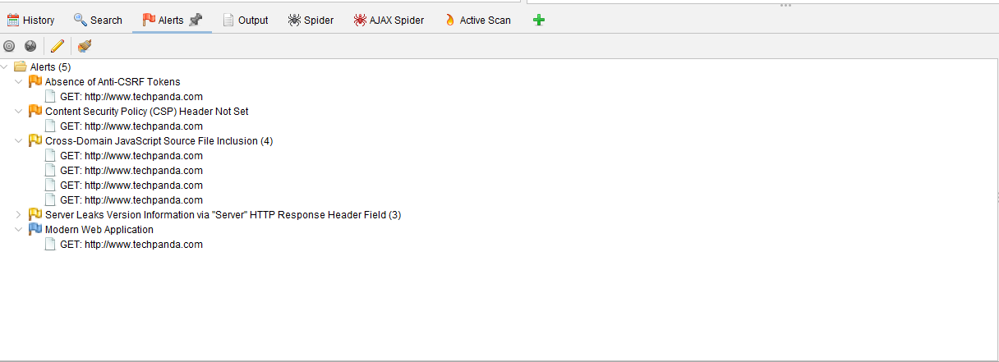 History Search Alerts Output Spider AJAX Spider Active Scan
Alerts (5)
Absence of Anti-CSRF Tokens
GET: http://www.techpanda.com
Content Security Policy (CSP) Header Not Set
GET: http://www.techpanda.com
Cross-Domain JavaScript Source File Inclusion (4)
GET: http://www.techpanda.com
GET: http://www.techpanda.com
GET: http://www.techpanda.com
GET: http://www.techpanda.com
Server Leaks Version Information via "Server" HTTP Response Header Field (3)
Modern Web Application
GET: http://www.techpanda.com